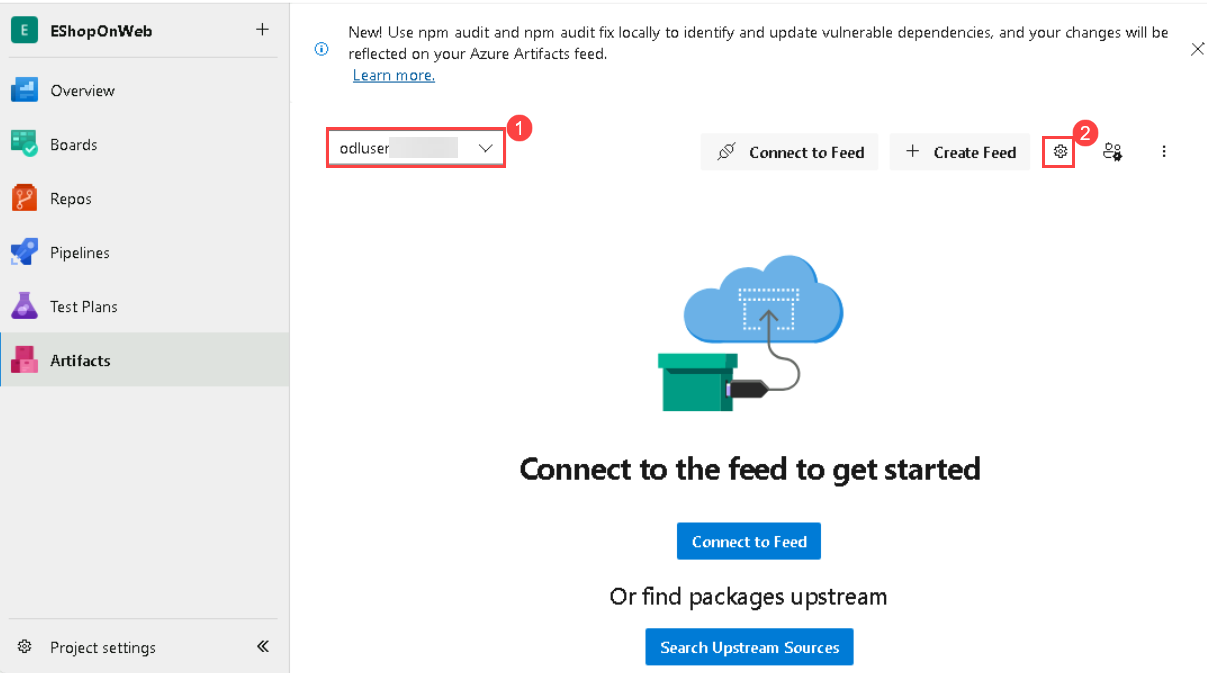 E EShopOnWeb
Overview
Boards
Repos
Pipelines
Test Plans
Artifacts
Project settings
New! Use npm audit and npm audit fix locally to identify and update vulnerable dependencies, and your changes will be
reflected on your Azure Artifacts feed.
Learn more.
odluser
1
Connect to Feed
Create Feed
2
Connect to the feed to get started
Connect to Feed
Or find packages upstream
Search Upstream Sources